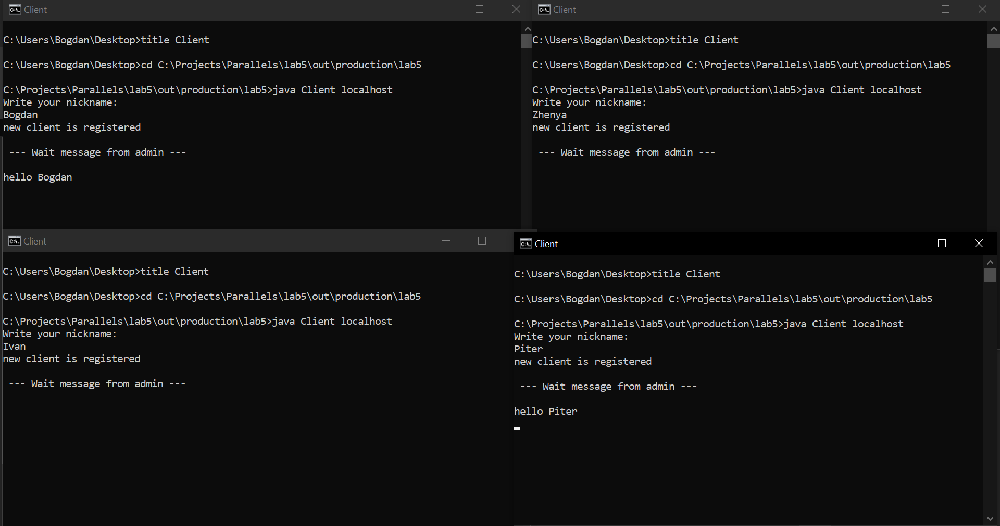 Client
C:\Users\Bogdan\Desktop>title Client
C:\Users\Bogdan\Desktop>cd C:\Projects\Parallels\lab5\out\production\lab5
C:\Projects\Parallels\lab5\out\production\lab5>java Client localhost
Write your nickname:
Bogdan
new client is registered
--- Wait message from admin ---
hello Bogdan
Client
C:\Users\Bogdan\Desktop>title Client
C:\Users\Bogdan\Desktop>cd C:\Projects\Parallels\lab5\out\production\lab5
C:\Projects\Parallels\lab5\out\production\lab5>java Client localhost
Write your nickname:
Zhenya
new client is registered
--- Wait message from admin ---
Client
C:\Users\Bogdan\Desktop>title Client
C:\Users\Bogdan\Desktop>cd C:\Projects\Parallels\lab5\out\production\lab5
C:\Projects\Parallels\lab5\out\production\lab5>java Client localhost
Write your nickname:
Ivan
new client is registered
--- Wait message from admin ---
Client
C:\Users\Bogdan\Desktop>title Client
C:\Users\Bogdan\Desktop>cd C:\Projects\Parallels\lab5\out\production\lab5
C:\Projects\Parallels\lab5\out\production\lab5>java Client localhost
Write your nickname:
Piter
new client is registered
--- Wait message from admin ---
hello Piter